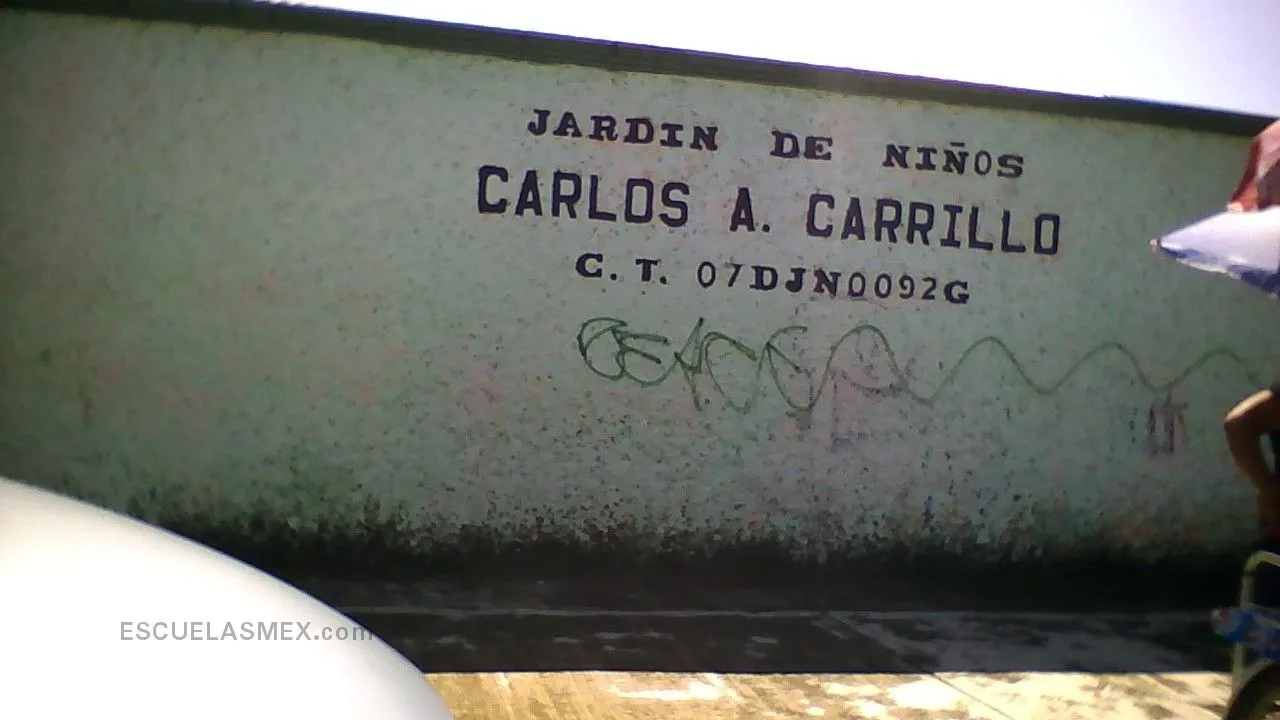 JARDIN DE NIÑOS
CARLOS A. CARRILLO
C. T. 07DJN0092G
ESCUELASMEX.com